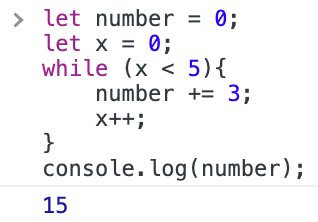 > let number = 0;
let x = 0;
while (x < 5){
    number += 3;
    x++;
}
console.log(number);
15